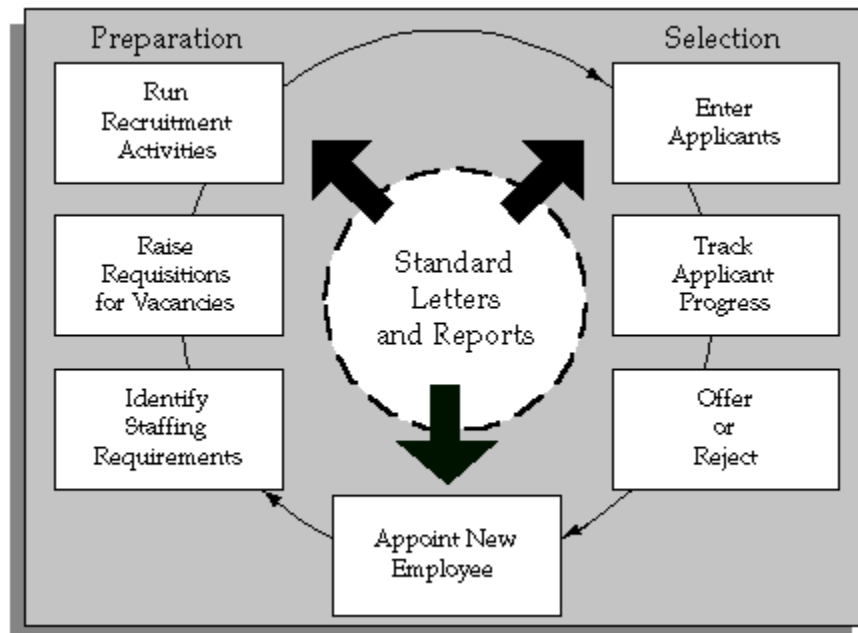 Preparation
Selection
Run
Recruitment
Activities
Enter
Applicants
Raise
Requisitions
for Vacancies
Standard
Letters
and Reports
Track
Applicant
Progress
Identify
Staffing
Requirements
Offer
or
Reject
Appoint New
Employee